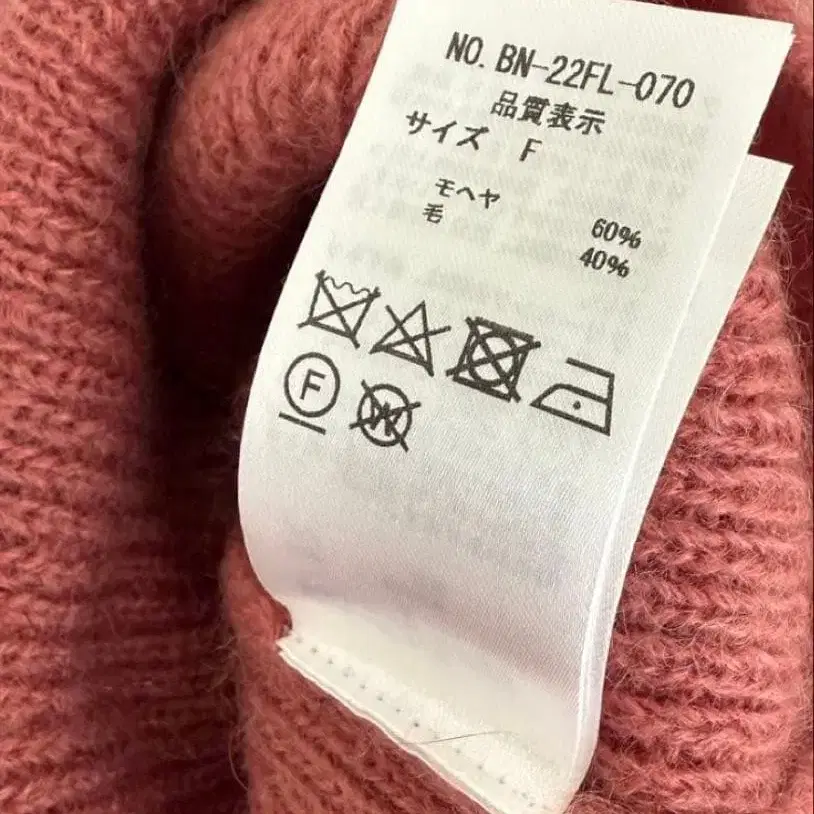 NO. BN-22FL-070
品質表示
サイズ F
モヘヤ 60%
毛 40%
F
W